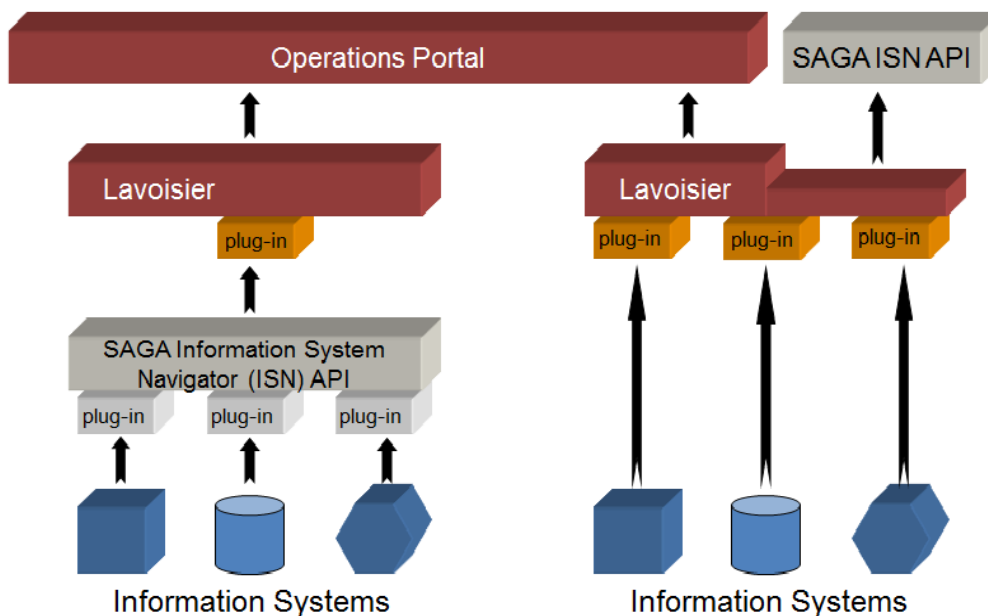 Operations Portal
SAGA ISN API
Lavoisier
Lavoisier
plug-in
plug-in
plug-in
plug-in
SAGA Information System
Navigator (ISN) API
plug-in
plug-in
plug-in
Information Systems
Information Systems